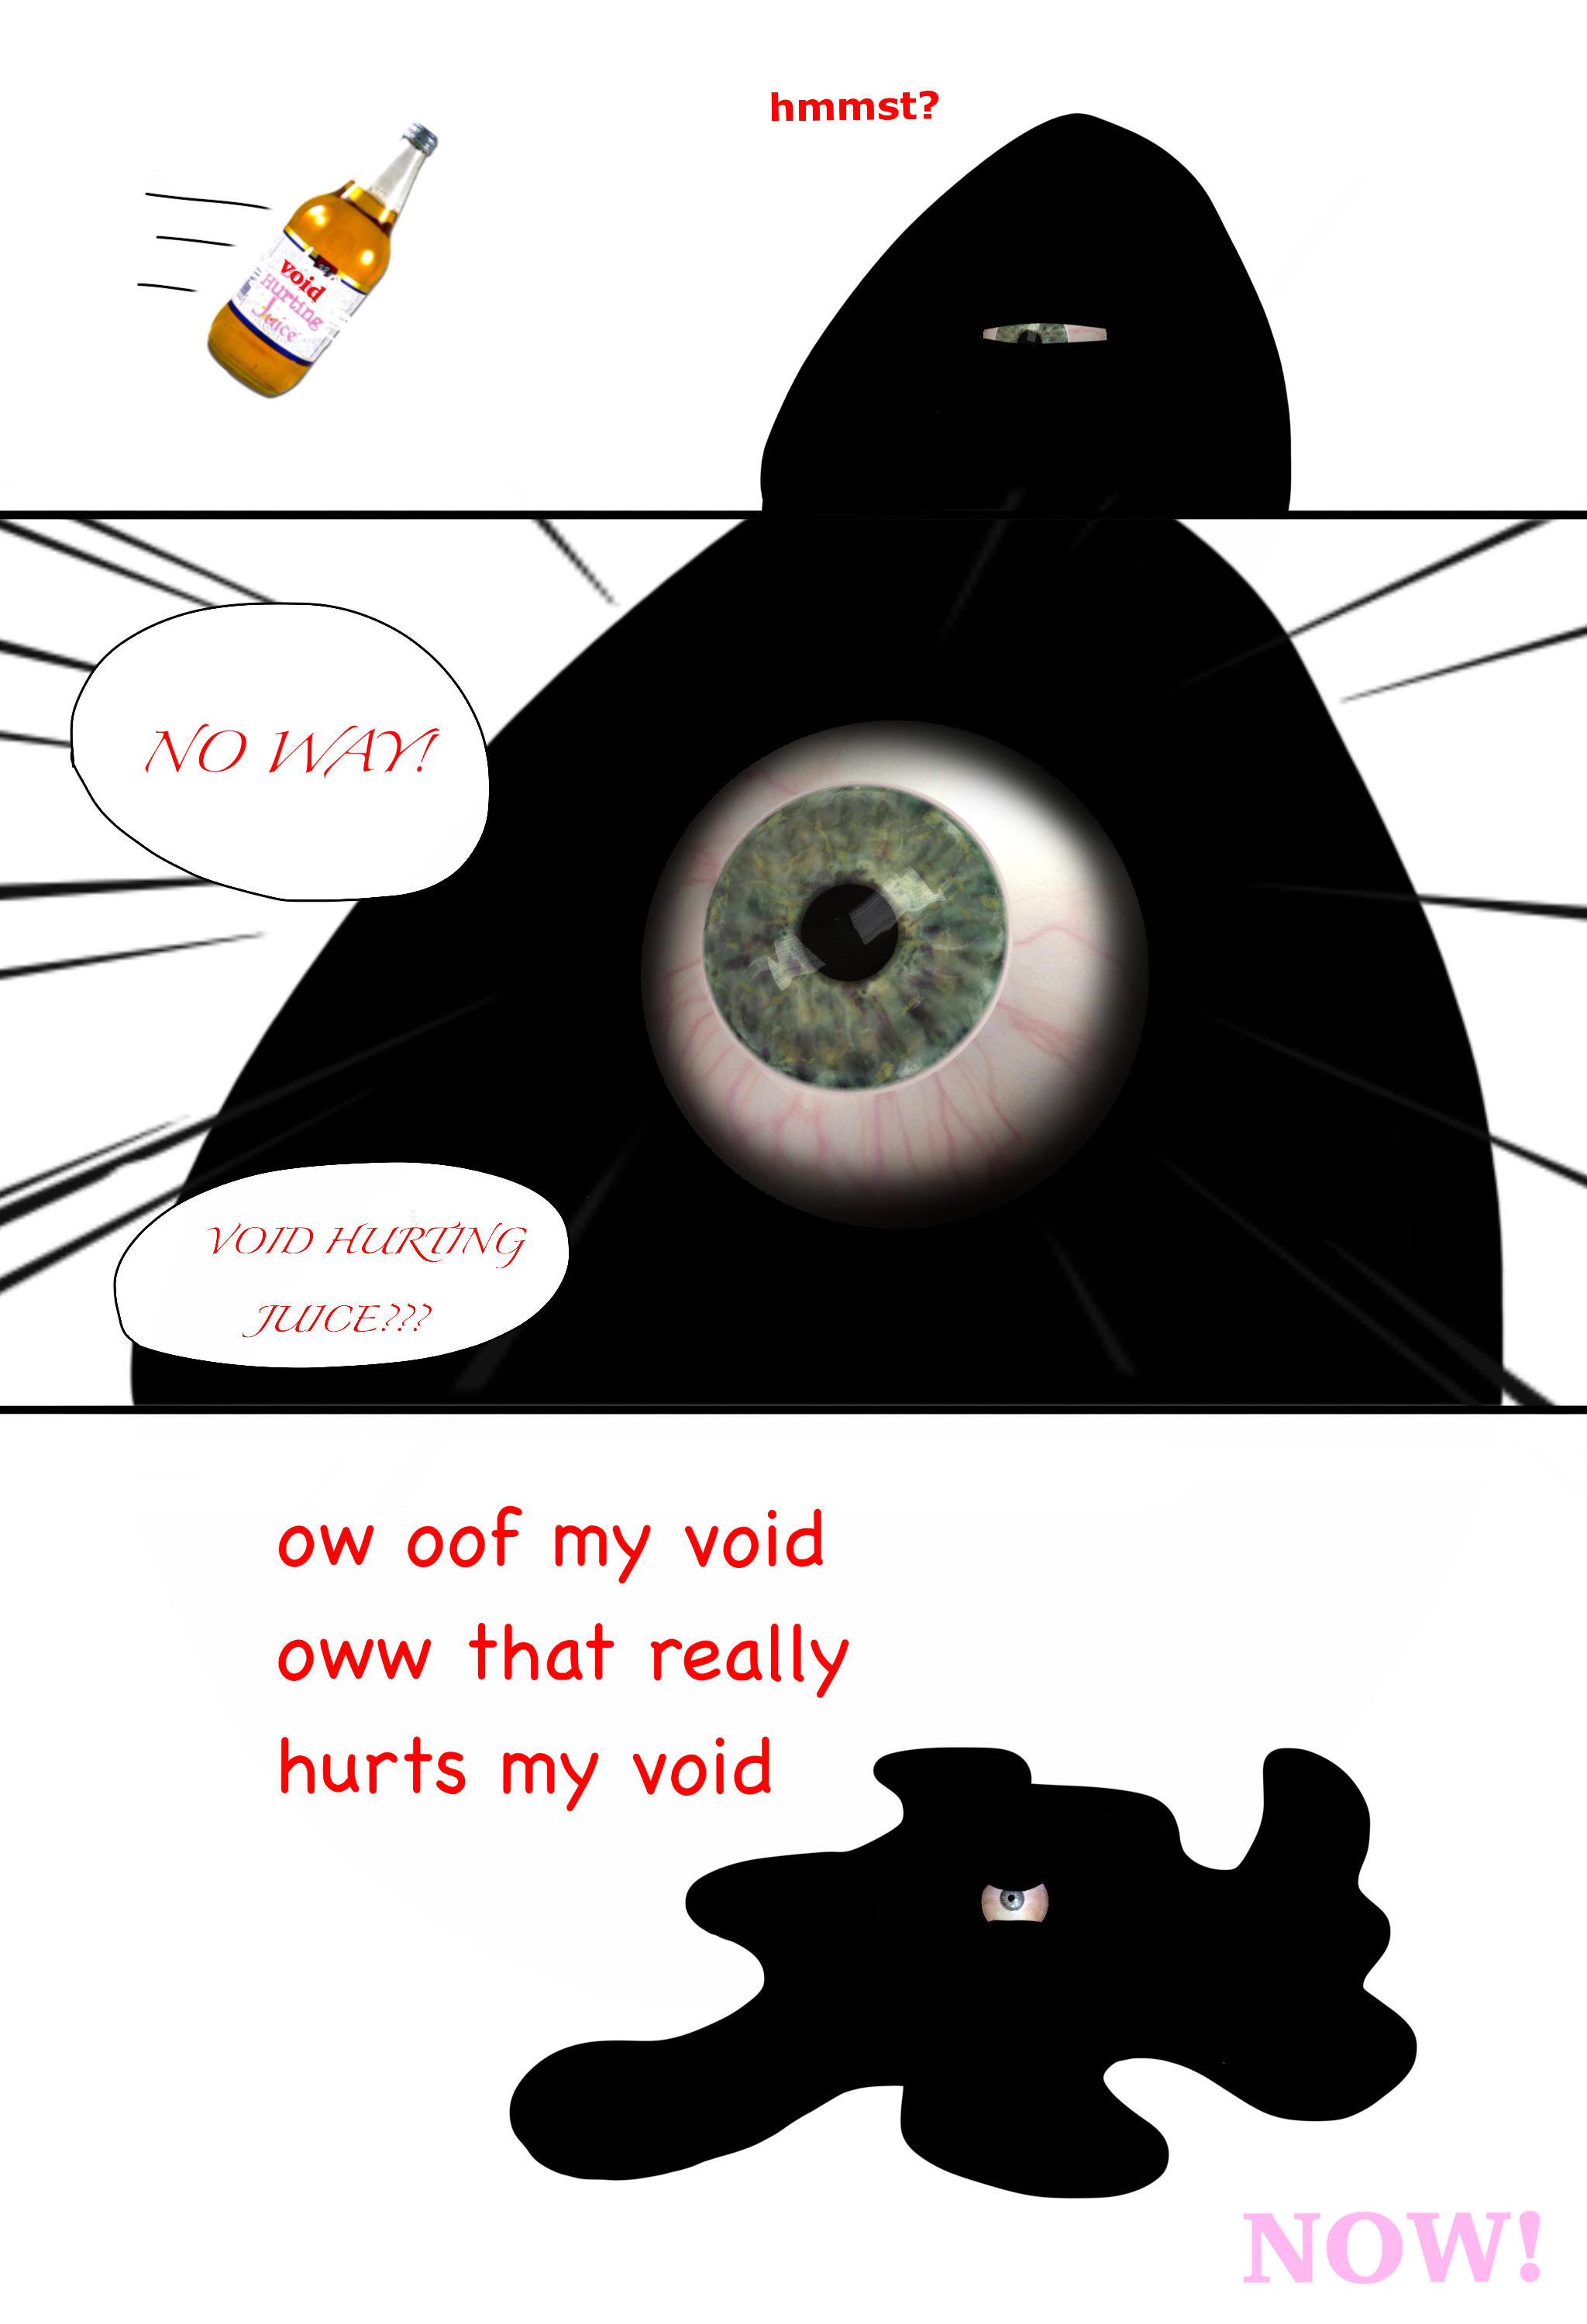 hmmst?
void
Hurting
Juice
NO WAY!
VOID HURTING
JUICE???
ow oof my void
oww that really
hurts my void
NOW!